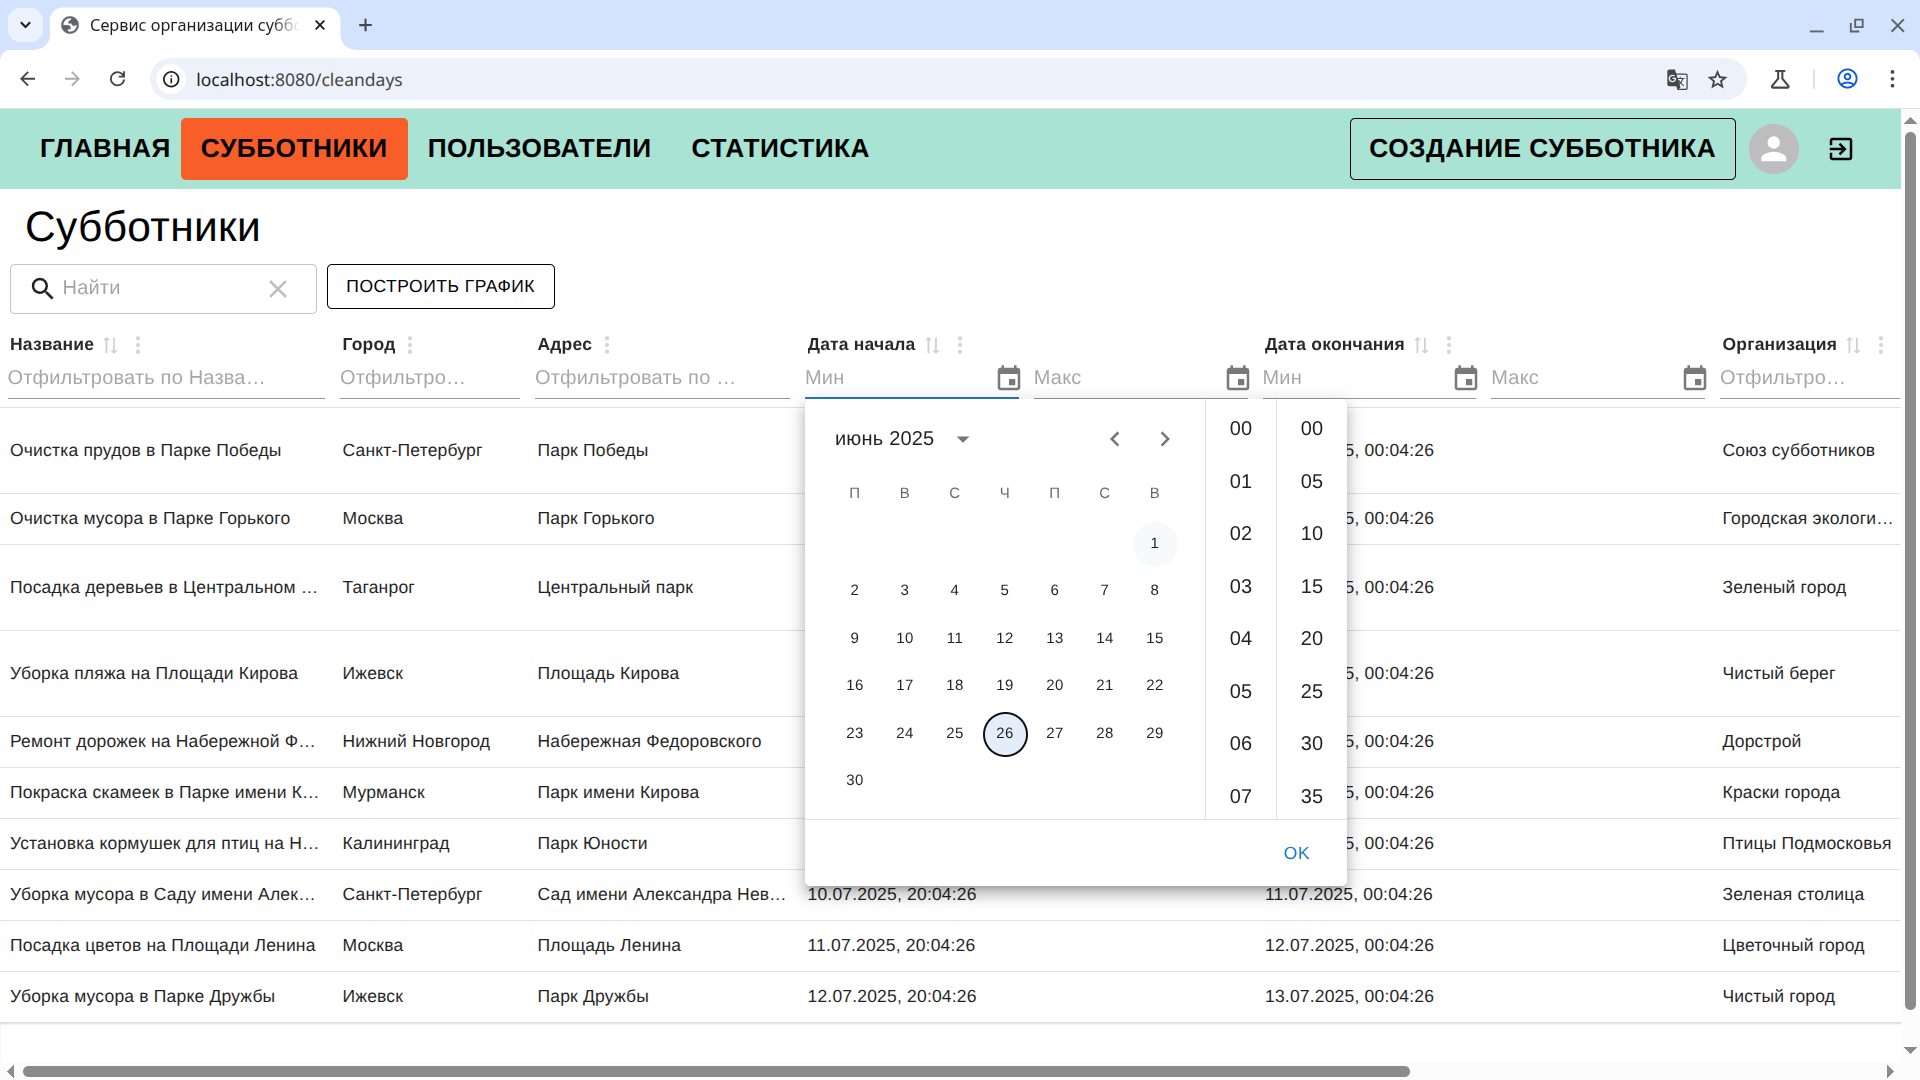 Сервис организации суббо
localhost:8080/cleandays
ГЛАВНАЯ СУББОТНИКИ ПОЛЬЗОВАТЕЛИ СТАТИСТИКА СОЗДАНИЕ СУББОТНИКА
Субботники
Найти ПОСТРОИТЬ ГРАФИК
Название Город Адрес Дата начала Дата окончания Организация
Отфильтровать по Назва… Отфильтро… Отфильтровать по … Мин Макс Мин Макс Отфильтро…
Очистка прудов в Парке Победы Санкт-Петербург Парк Победы 5, 00:04:26 Союз субботников
Очистка мусора в Парке Горького Москва Парк Горького 5, 00:04:26 Городская экологи…
Посадка деревьев в Центральном … Таганрог Центральный парк 5, 00:04:26 Зеленый город
Уборка пляжа на Площади Кирова Ижевск Площадь Кирова 5, 00:04:26 Чистый берег
Ремонт дорожек на Набережной Ф… Нижний Новгород Набережная Федоровского 5, 00:04:26 Дорстрой
Покраска скамеек в Парке имени К… Мурманск Парк имени Кирова 5, 00:04:26 Краски города
Установка кормушек для птиц на Н… Калининград Парк Юности 5, 00:04:26 Птицы Подмосковья
Уборка мусора в Саду имени Алек… Санкт-Петербург Сад имени Александра Нев… 10.07.2025, 20:04:26 11.07.2025, 00:04:26 Зеленая столица
Посадка цветов на Площади Ленина Москва Площадь Ленина 11.07.2025, 20:04:26 12.07.2025, 00:04:26 Цветочный город
Уборка мусора в Парке Дружбы Ижевск Парк Дружбы 12.07.2025, 20:04:26 13.07.2025, 00:04:26 Чистый город
июнь 2025
П В С Ч П С В
1
2 3 4 5 6 7 8
9 10 11 12 13 14 15
16 17 18 19 20 21 22
23 24 25 26 27 28 29
30
00 00
01 05
02 10
03 15
04 20
05 25
06 30
07 35
OK